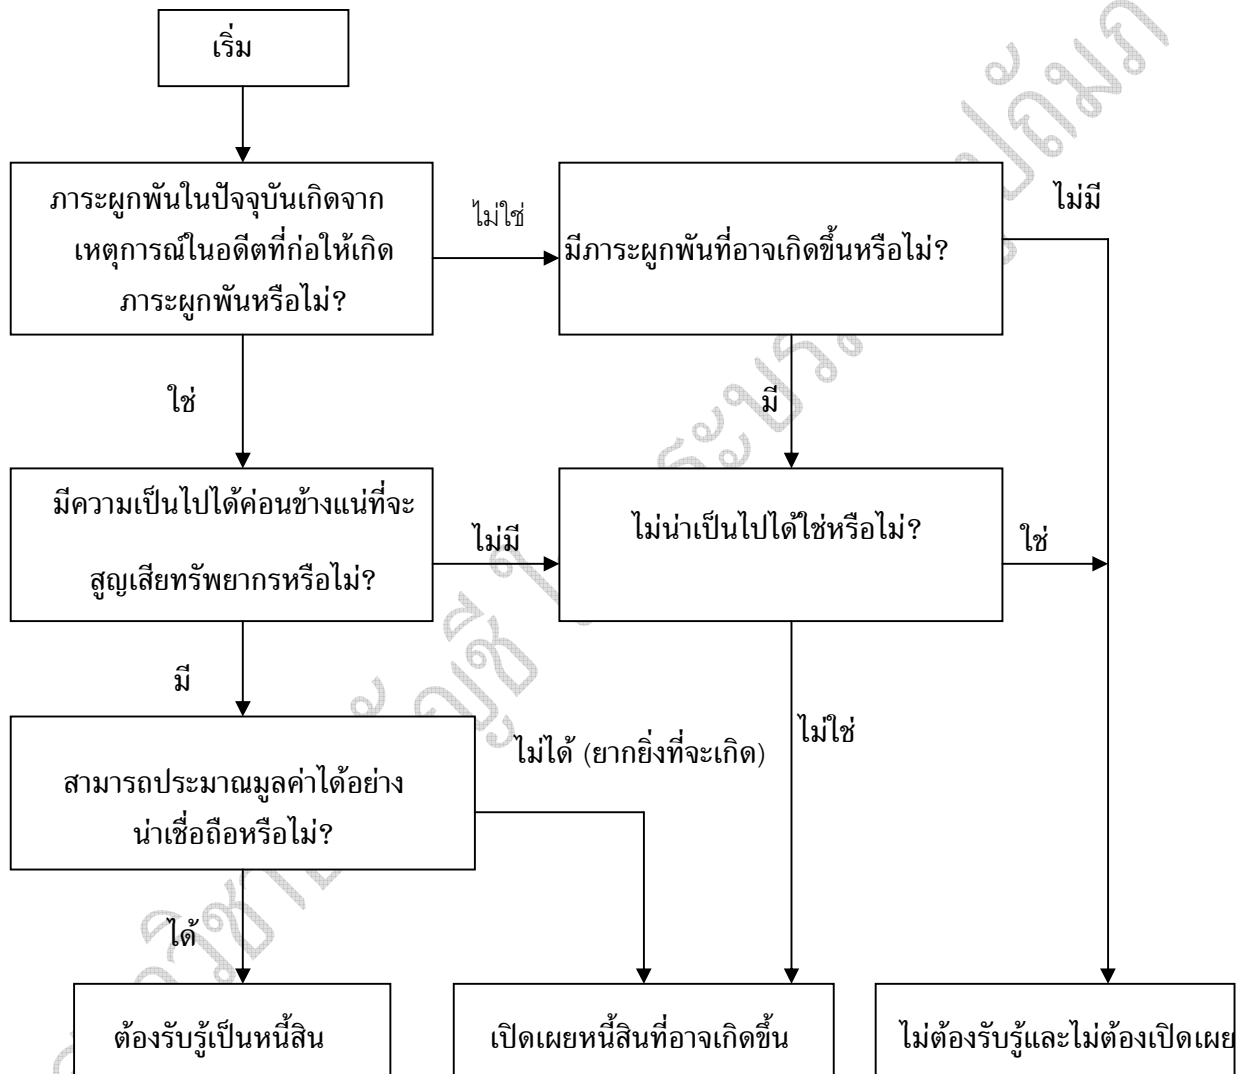 เริ่ม
ภาระผูกพันในปัจจุบันเกิดจาก
เหตุการณ์ในอดีตที่ก่อให้เกิด
ภาระผูกพันหรือไม่?
ไม่ใช่
มีภาระผูกพันที่อาจเกิดขึ้นหรือไม่?
ไม่มี
ใช่
มี
มีความเป็นไปได้ค่อนข้างแน่ที่จะ
สูญเสียทรัพยากรหรือไม่?
ไม่มี
ไม่น่าเป็นไปได้ใช่หรือไม่?
ใช่
มี
สามารถประมาณมูลค่าได้อย่าง
น่าเชื่อถือหรือไม่?
ไม่ได้ (ยากยิ่งที่จะเกิด)
ไม่ใช่
ได้
ต้องรับรู้เป็นหนี้สิน
เปิดเผยหนี้สินที่อาจเกิดขึ้น
ไม่ต้องรับรู้และไม่ต้องเปิดเผย